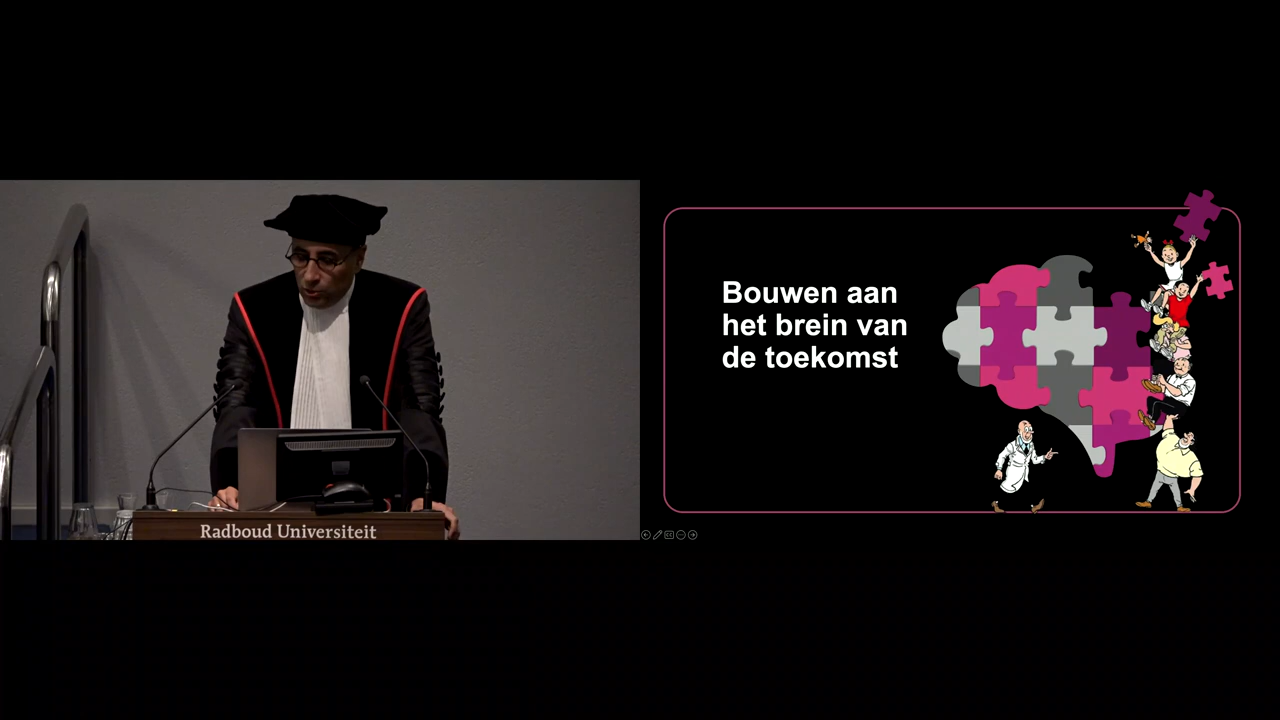 Bouwen aan
het brein van
de toekomst
Radboud Universiteit